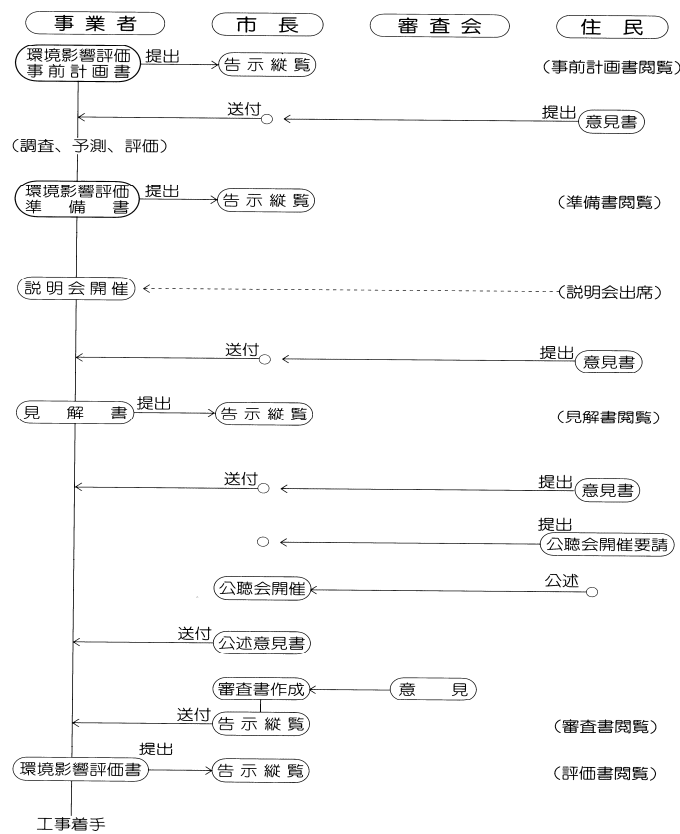 事業者 市長 審査会 住民
環境影響評価
事前計画書
提出
告示縦覧
(事前計画書閲覧)
送付
提出
意見書
(調査、予測、評価)
環境影響評価
準備書
提出
告示縦覧
(準備書閲覧)
説明会開催
(説明会出席)
送付
提出
意見書
見解書
提出
告示縦覧
(見解書閲覧)
送付
提出
意見書
提出
公聴会開催要請
公聴会開催
公述
送付
公述意見書
審査書作成
意見
送付
告示縦覧
(審査書閲覧)
環境影響評価書
提出
告示縦覧
(評価書閲覧)
工事着手